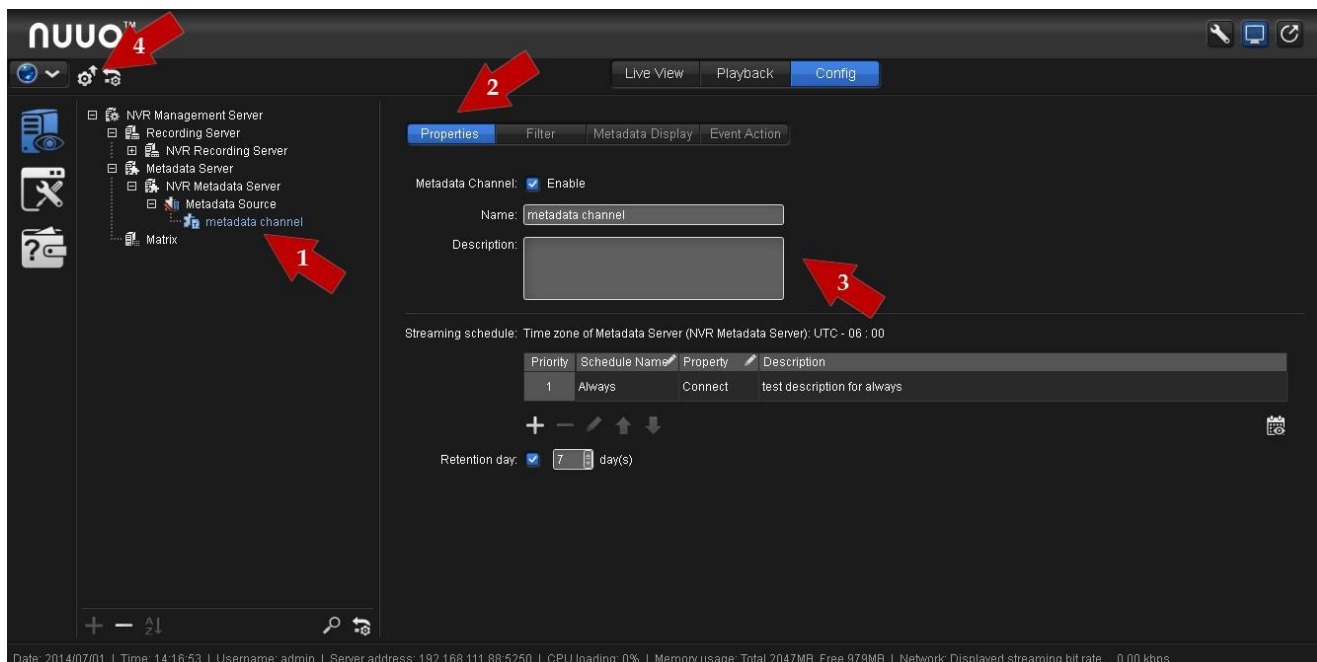 nuuo™
4
Live View Playback Config
2
NVR Management Server
Recording Server
NVR Recording Server
Metadata Server
NVR Metadata Server
Metadata Source
metadata channel
Matrix
1
Properties Filter Metadata Display Event Action
Metadata Channel: Enable
Name: metadata channel
Description:
3
Streaming schedule: Time zone of Metadata Server (NVR Metadata Server): UTC - 06 : 00
Priority Schedule Name Property Description
1 Always Connect test description for always
Retention day: 7 day(s)
Date: 2014/07/01 | Time: 14:16:53 | Username: admin | Server address: 192.168.111.88:5250 | CPU loading: 0% | Memory usage: Total 2047MB, Free 979MB | Network: Displayed streaming bit rate 0.00 kbps